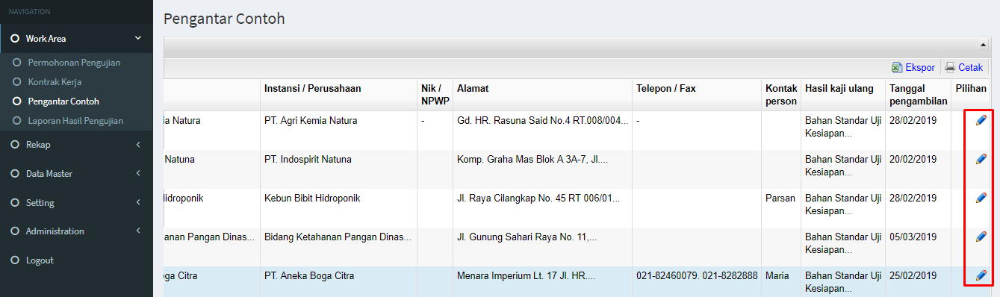 NAVIGATION
Work Area
Permohonan Pengujian
Kontrak Kerja
Pengantar Contoh
Laporan Hasil Pengujian
Rekap
Data Master
Setting
Administration
Logout
Pengantar Contoh
Ekspor Cetak
Instansi / Perusahaan Nik / NPWP Alamat Telepon / Fax Kontak person Hasil kaji ulang Tanggal pengambilan Pilihan
ia Natura PT. Agri Kemia Natura - Gd. HR. Rasuna Said No.4 RT.008/004... - Bahan Standar Uji 28/02/2019
Kesiapan...
Natuna PT. Indospirit Natuna Komp. Graha Mas Blok A 3A-7, Jl.... Bahan Standar Uji 20/02/2019
Kesiapan...
Hidroponik Kebun Bibit Hidroponik Jl. Raya Cilangkap No. 45 RT 006/01... Parsan Bahan Standar Uji 28/02/2019
Kesiapan...
anan Pangan Dinas... Bidang Ketahanan Pangan Dinas... Jl. Gunung Sahari Raya No. 11,... Bahan Standar Uji 05/03/2019
Kesiapan...
oga Citra PT. Aneka Boga Citra Menara Imperium Lt. 17 Jl. HR.... 021-82460079. 021-8282888 Maria Bahan Standar Uji 25/02/2019
Kesiapan...